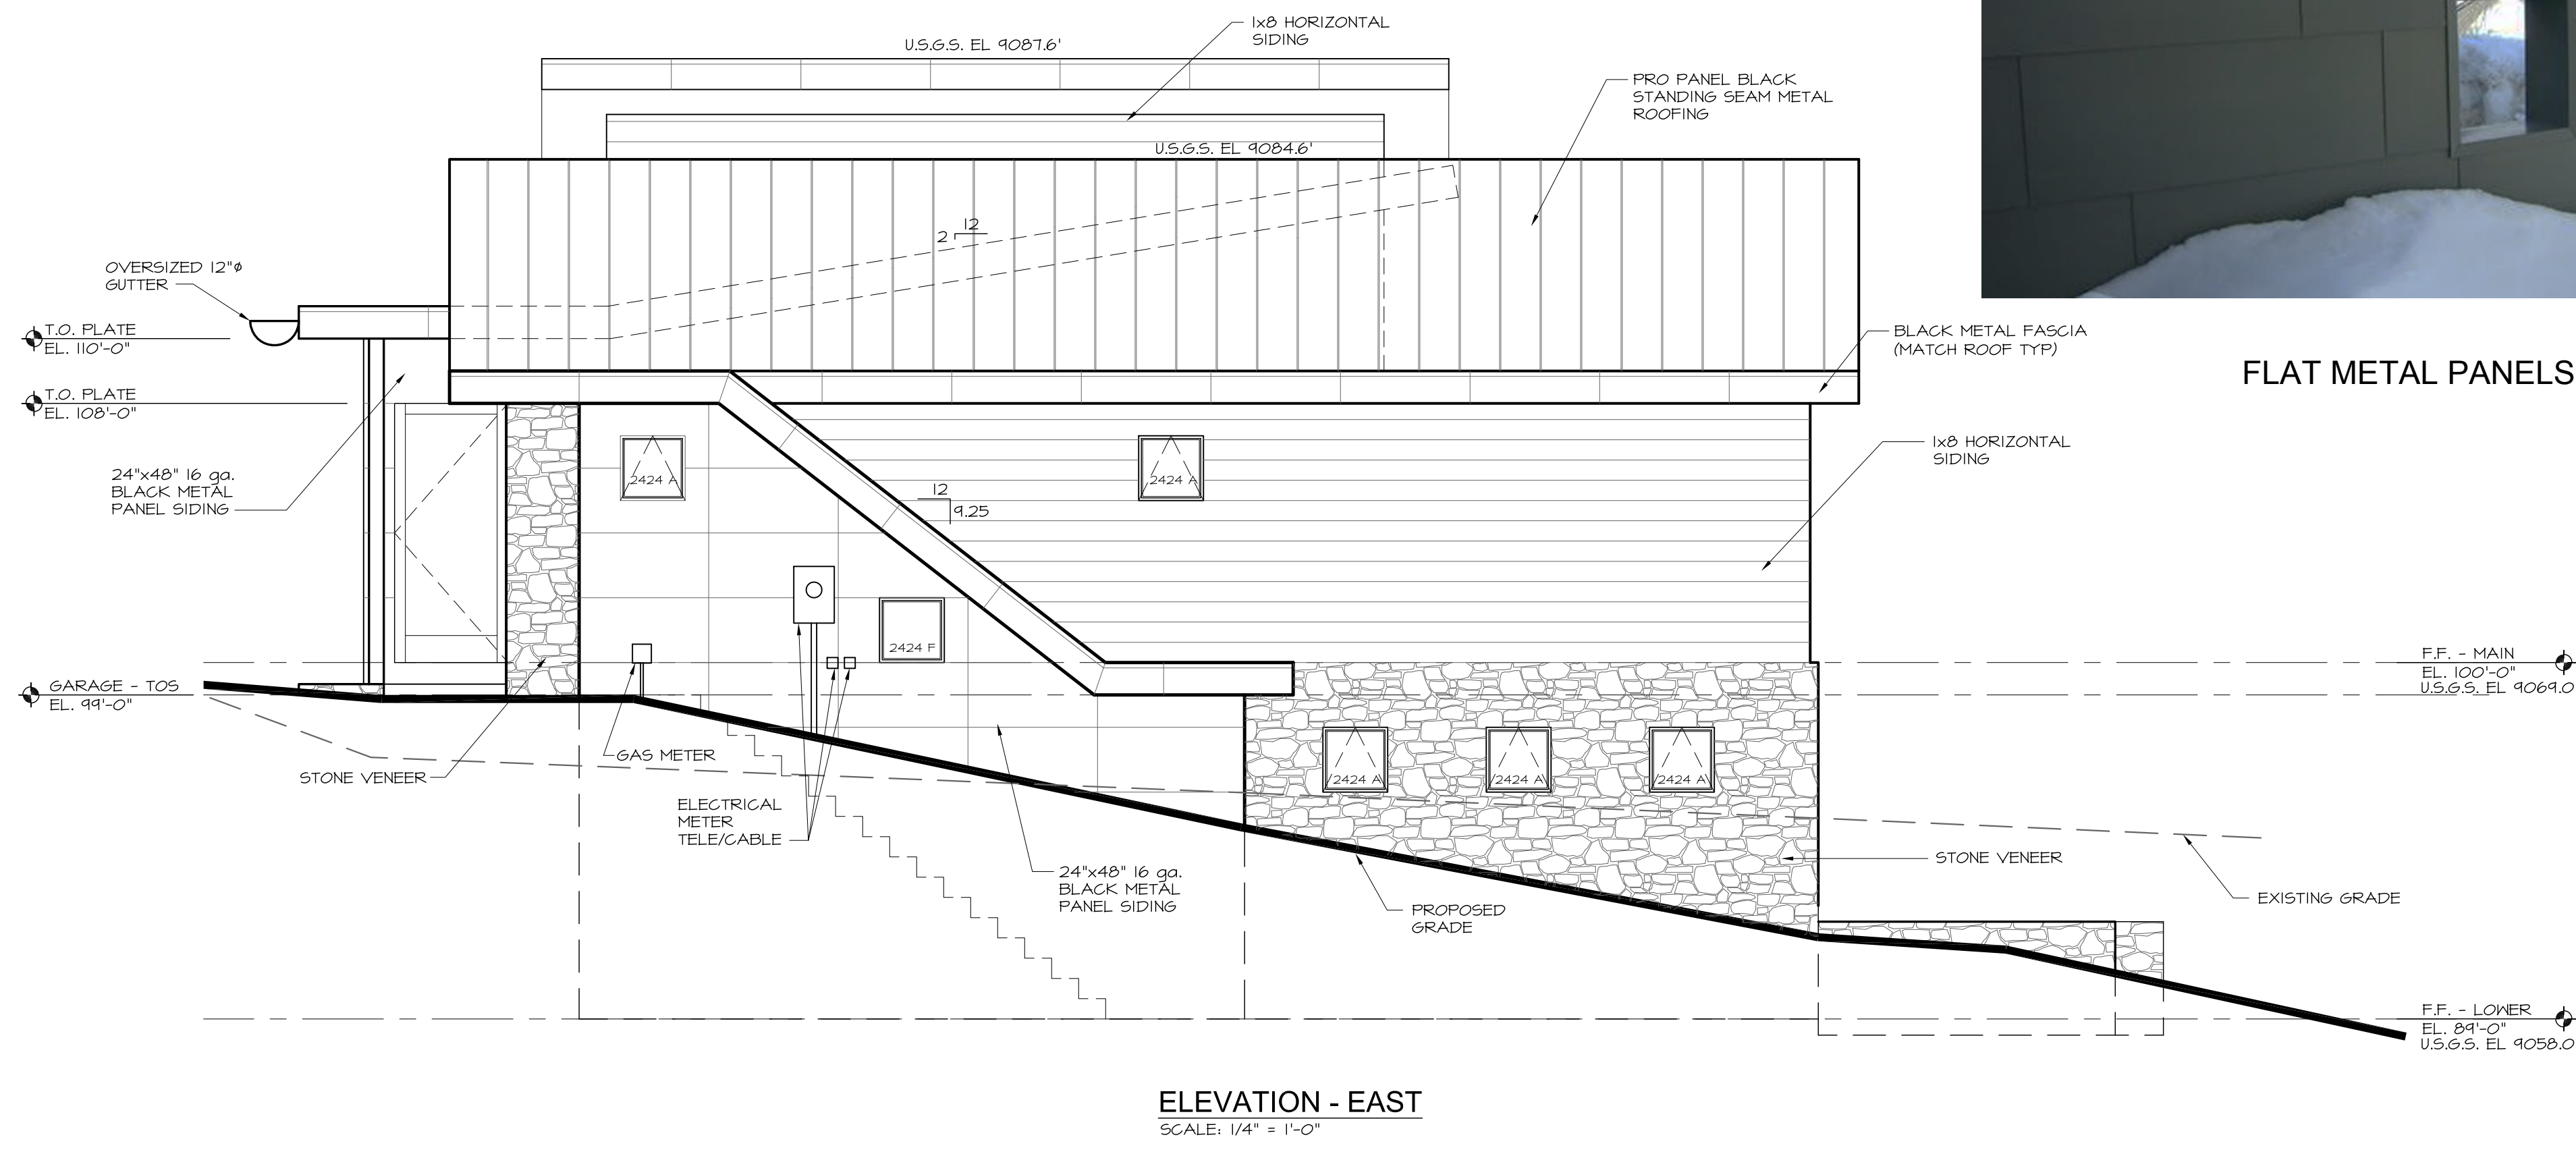 1x8 HORIZONTAL
SIDING
U.S.G.S. EL 9087.6'
PRO PANEL BLACK
STANDING SEAM METAL
ROOFING
U.S.G.S. EL 9084.6'
12
2
OVERSIZED 12"ø
GUTTER
T.O. PLATE
EL. 110'-0"
BLACK METAL FASCIA
(MATCH ROOF TYP)
FLAT METAL PANELS
T.O. PLATE
EL. 108'-0"
1x8 HORIZONTAL
SIDING
24"x48" 16 ga.
BLACK METAL
PANEL SIDING
2424 A
2424 A
12
9.25
2424 F
F.F. - MAIN
EL. 100'-0"
U.S.G.S. EL 9069.0
GARAGE - TOS
EL. 99'-0"
GAS METER
STONE VENEER
2424 A
2424 A
2424 A
ELECTRICAL
METER
TELE/CABLE
24"x48" 16 ga.
BLACK METAL
PANEL SIDING
STONE VENEER
PROPOSED
GRADE
EXISTING GRADE
F.F. - LOWER
EL. 89'-0"
U.S.G.S. EL 9058.0
ELEVATION - EAST
SCALE: 1/4" = 1'-0"